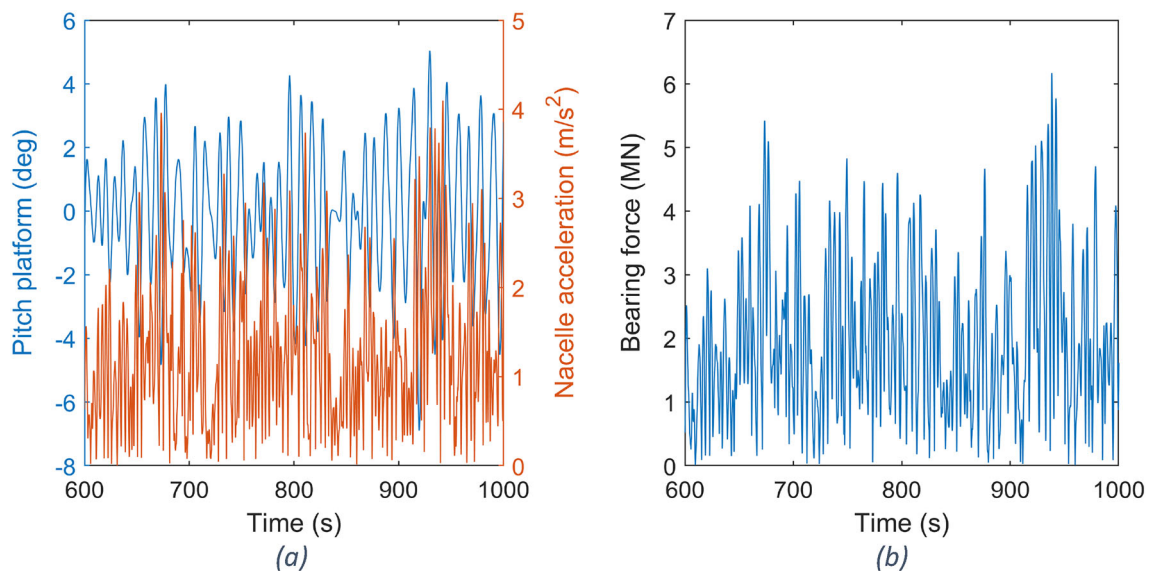 6
4
2
0
-2
-4
-6
-8
Pitch platform (deg)
5
4
3
2
1
0
Nacelle acceleration (m/s²)
600 700 800 900 1000
Time (s)
(a)
7
6
5
4
3
2
1
0
Bearing force (MN)
600 700 800 900 1000
Time (s)
(b)